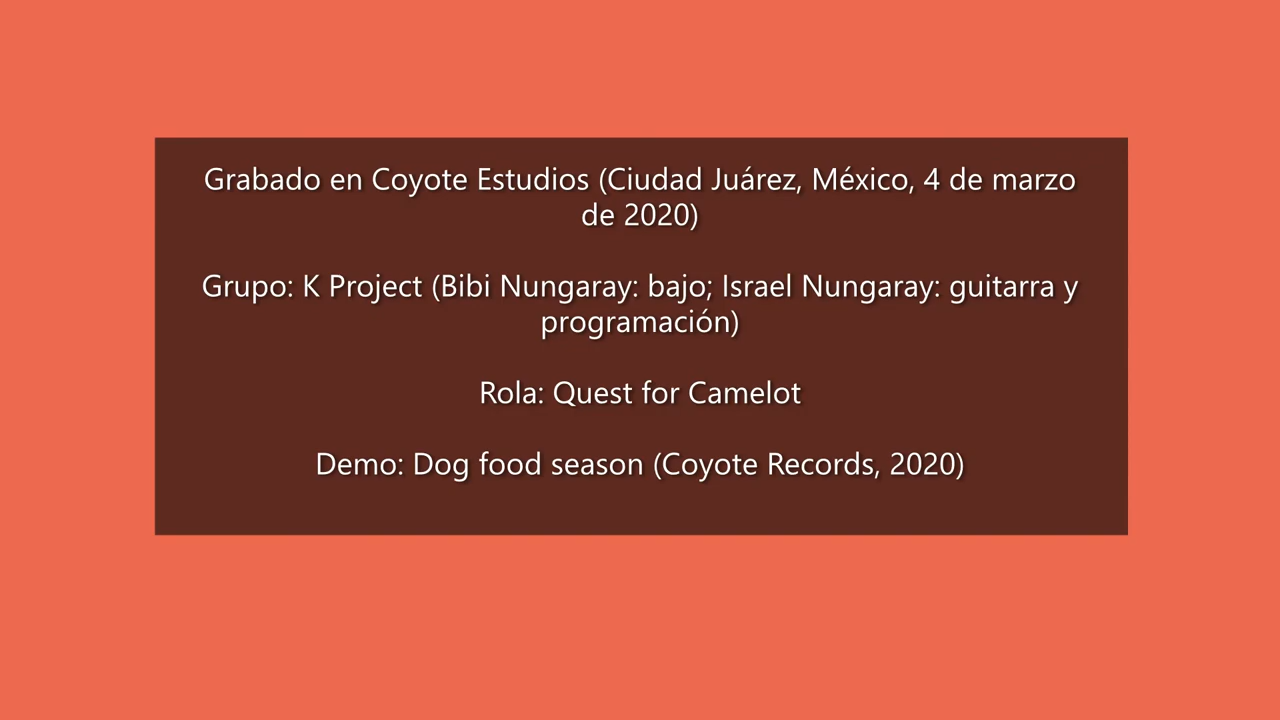 Grabado en Coyote Estudios (Ciudad Juárez, México, 4 de marzo
de 2020)
Grupo: K Project (Bibi Nungaray: bajo; Israel Nungaray: guitarra y
programación)
Rola: Quest for Camelot
Demo: Dog food season (Coyote Records, 2020)